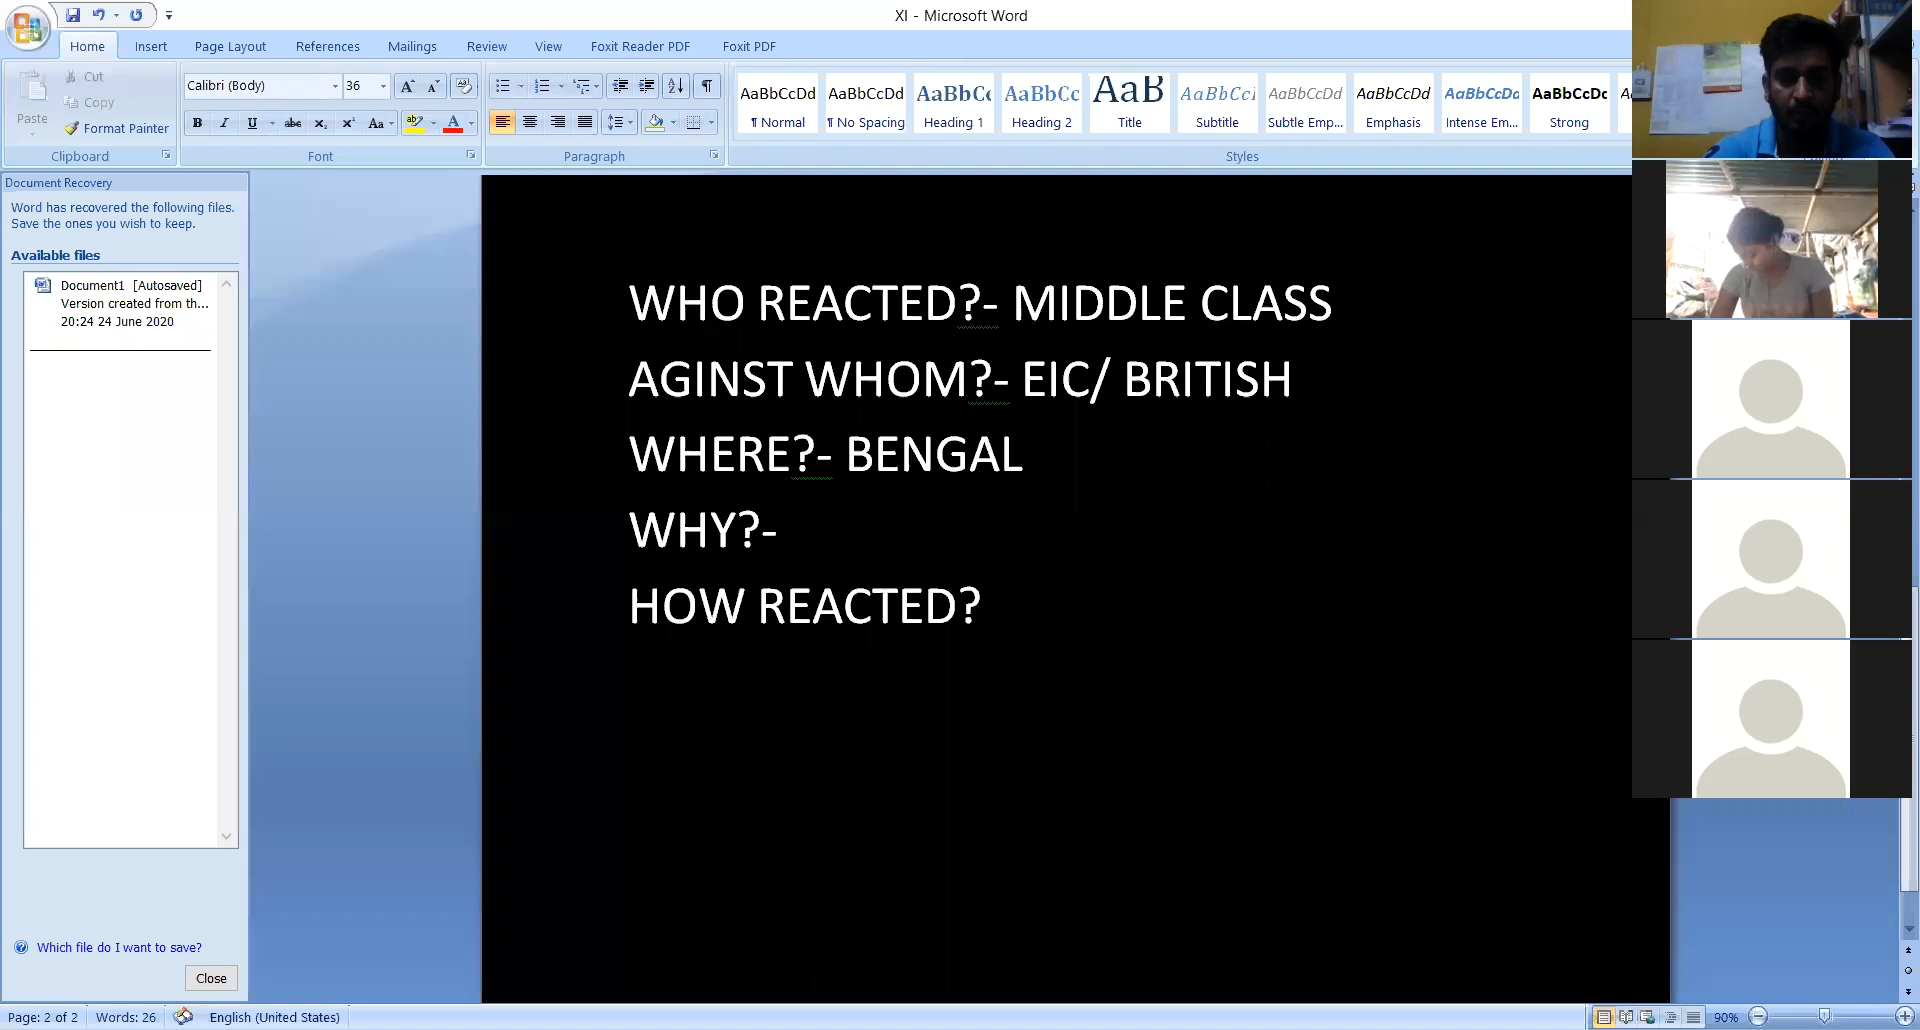 XI - Microsoft Word
Home Insert Page Layout References Mailings Review View Foxit Reader PDF Foxit PDF
Paste
Cut
Copy
Format Painter
Clipboard
Calibri (Body) 36
Font
Paragraph
AaBbCcDd AaBbCcDd AaBbCc AaBbCc AaB AaBbCcI AaBbCcDd AaBbCcDd AaBbCcDd AaBbCcDc
¶ Normal ¶ No Spacing Heading 1 Heading 2 Title Subtitle Subtle Emp... Emphasis Intense Em... Strong
Styles
Document Recovery
Word has recovered the following files.
Save the ones you wish to keep.
Available files
Document1 [Autosaved]
Version created from th...
20:24 24 June 2020
Which file do I want to save?
Close
WHO REACTED?- MIDDLE CLASS
AGINST WHOM?- EIC/ BRITISH
WHERE?- BENGAL
WHY?-
HOW REACTED?
Page: 2 of 2 Words: 26 English (United States) 90%